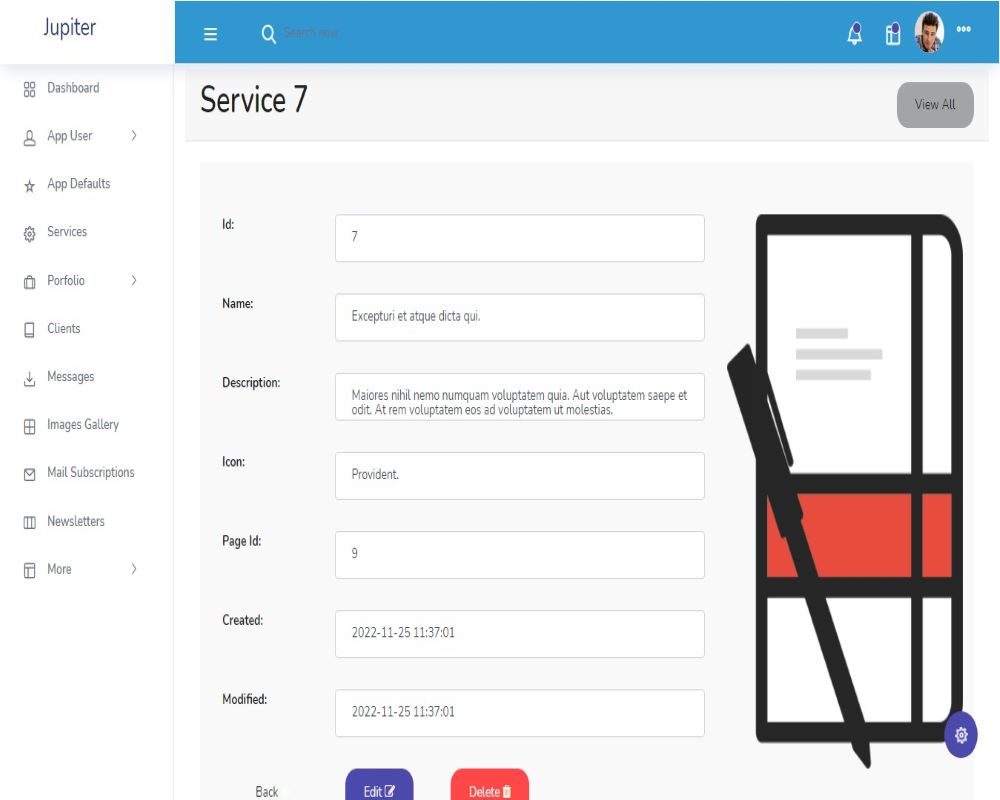 Jupiter
Search now
Service 7
View All
Dashboard
App User
App Defaults
Services
Porfolio
Clients
Messages
Images Gallery
Mail Subscriptions
Newsletters
More
Id:
7
Name:
Excepturi et atque dicta qui.
Description:
Maiores nihil nemo numquam voluptatem quia. Aut voluptatem saepe et
odit. At rem voluptatem eos ad voluptatem ut molestias.
Icon:
Provident.
Page Id:
9
Created:
2022-11-25 11:37:01
Modified:
2022-11-25 11:37:01
Back
Edit
Delete